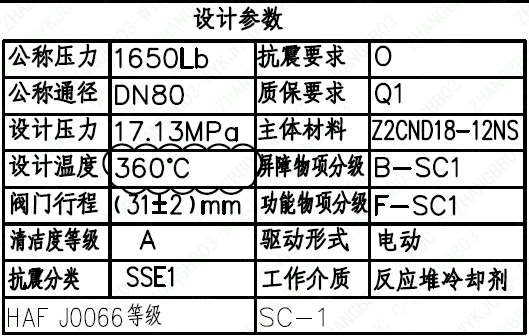 设计参数
公称压力 1650Lb 抗震要求 O
公称通径 DN80 质保要求 Q1
设计压力 17.13MPa 主体材料 Z2CND18-12NS
设计温度 360℃ 屏障物项分级 B-SC1
阀门行程 (31±2)mm 功能物项分级 F-SC1
清洁度等级 A 驱动形式 电动
抗震分类 SSE1 工作介质 反应堆冷却剂
HAF J0066等级 SC-1